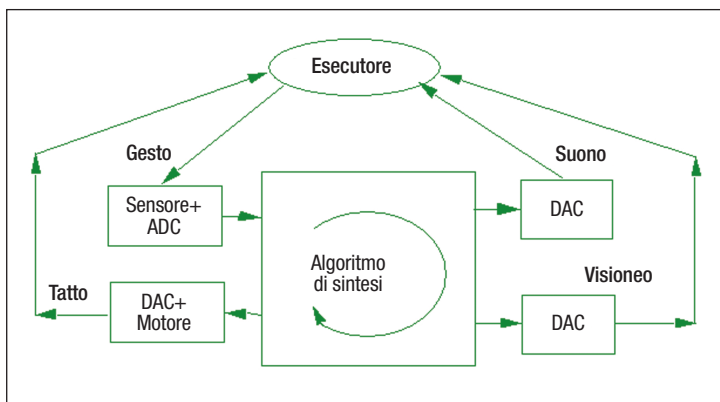 Esecutore
Gesto
Suono
Sensore+
ADC
DAC
Algoritmo
di sintesi
Tatto
Visioneo
DAC+
Motore
DAC